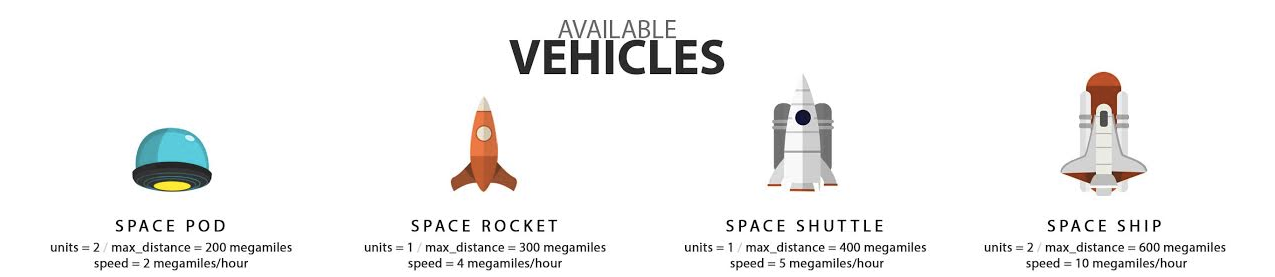 AVAILABLE
VEHICLES
SPACE POD
units = 2 / max_distance = 200 megamiles
speed = 2 megamiles/hour
SPACE ROCKET
units = 1 / max_distance = 300 megamiles
speed = 4 megamiles/hour
SPACE SHUTTLE
units = 1 / max_distance = 400 megamiles
speed = 5 megamiles/hour
SPACE SHIP
units = 2 / max_distance = 600 megamiles
speed = 10 megamiles/hour